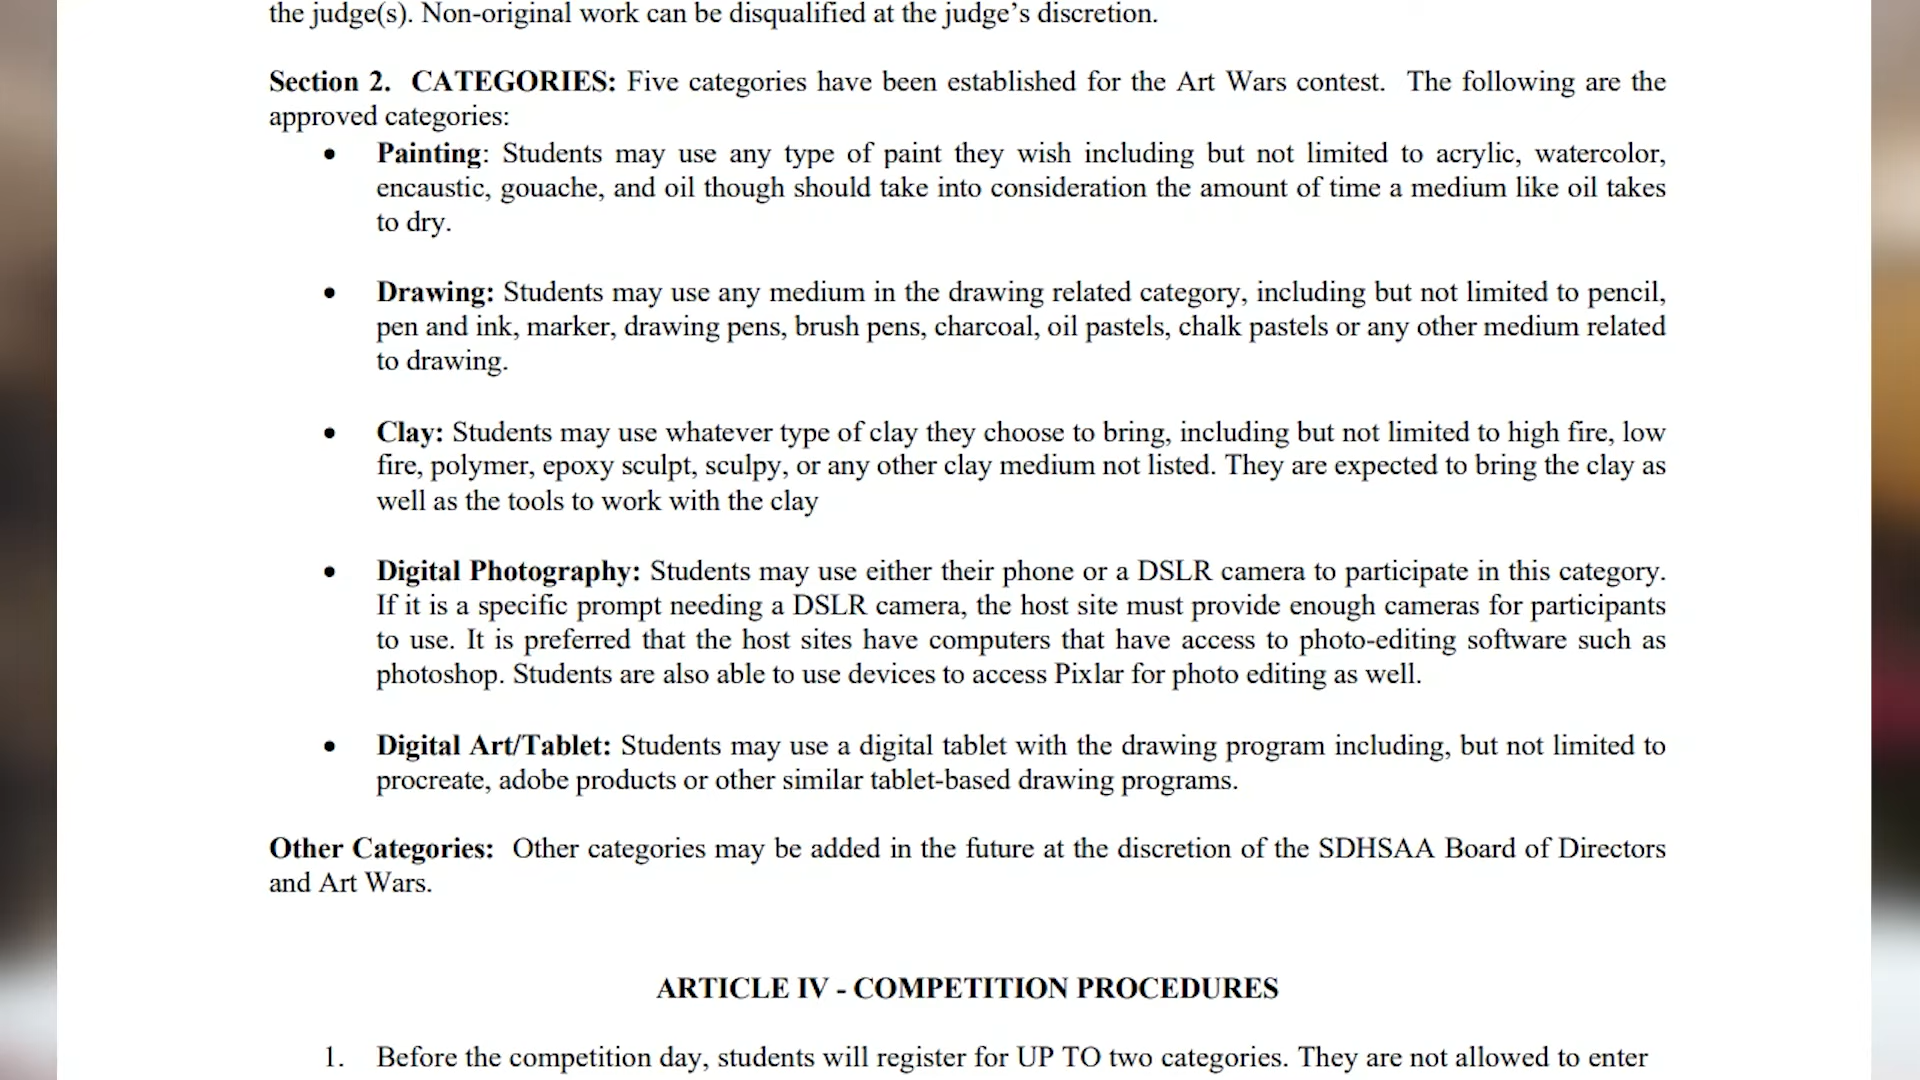 the judge(s). Non-original work can be disqualified at the judge’s discretion.
Section 2. CATEGORIES: Five categories have been established for the Art Wars contest. The following are the
approved categories:
• Painting: Students may use any type of paint they wish including but not limited to acrylic, watercolor,
encaustic, gouache, and oil though should take into consideration the amount of time a medium like oil takes
to dry.
• Drawing: Students may use any medium in the drawing related category, including but not limited to pencil,
pen and ink, marker, drawing pens, brush pens, charcoal, oil pastels, chalk pastels or any other medium related
to drawing.
• Clay: Students may use whatever type of clay they choose to bring, including but not limited to high fire, low
fire, polymer, epoxy sculpt, sculpy, or any other clay medium not listed. They are expected to bring the clay as
well as the tools to work with the clay
• Digital Photography: Students may use either their phone or a DSLR camera to participate in this category.
If it is a specific prompt needing a DSLR camera, the host site must provide enough cameras for participants
to use. It is preferred that the host sites have computers that have access to photo-editing software such as
photoshop. Students are also able to use devices to access Pixlar for photo editing as well.
• Digital Art/Tablet: Students may use a digital tablet with the drawing program including, but not limited to
procreate, adobe products or other similar tablet-based drawing programs.
Other Categories: Other categories may be added in the future at the discretion of the SDHSAA Board of Directors
and Art Wars.
ARTICLE IV - COMPETITION PROCEDURES
1. Before the competition day, students will register for UP TO two categories. They are not allowed to enter